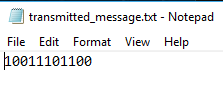 transmitted_message.txt - Notepad
File Edit Format View Help
10011101100